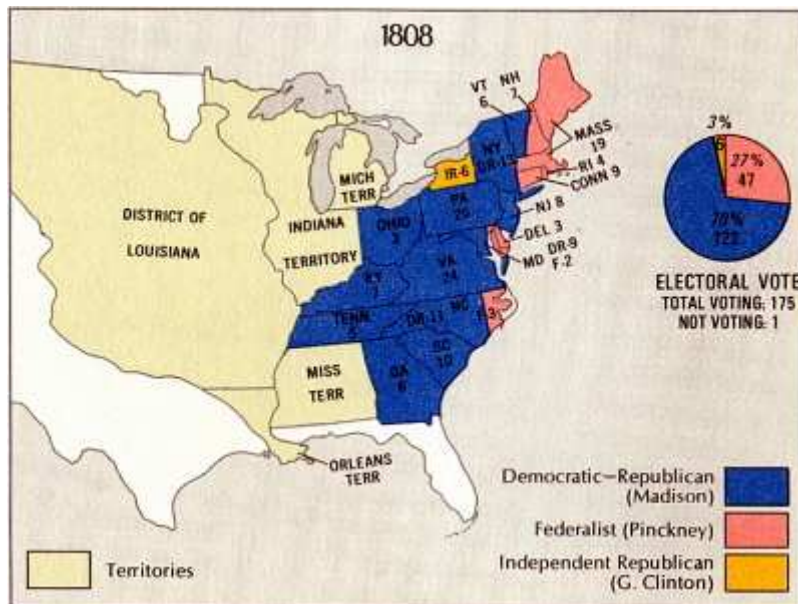 1808
VT
6
NH
7
MASS
19
RI 4
CONN 9
NY
DR-13
IR-6
MICH
TERR
PA
20
NJ 8
DEL 3
DR-9
MD F-2
DISTRICT OF
LOUISIANA
INDIANA
TERRITORY
OHIO
3
VA
24
KY
7
TENN
5
DR-11 NC
F-3
SC
10
GA
6
MISS
TERR
ORLEANS
TERR
3%
6
27%
47
70%
122
ELECTORAL VOTE
TOTAL VOTING: 175
NOT VOTING: 1
Democratic—Republican
(Madison)
Federalist (Pinckney)
Independent Republican
(G. Clinton)
Territories